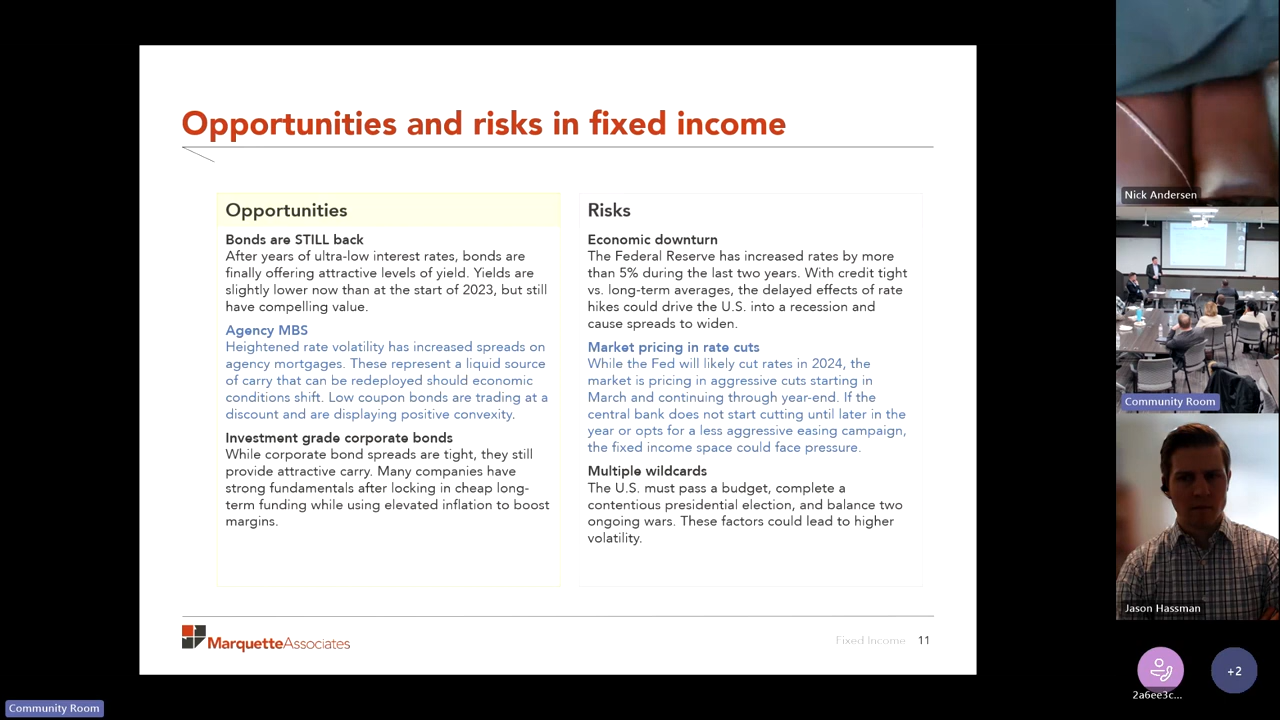 Opportunities and risks in fixed income
Opportunities
Bonds are STILL back
After years of ultra-low interest rates, bonds are
finally offering attractive levels of yield. Yields are
slightly lower now than at the start of 2023, but still
have compelling value.
Agency MBS
Heightened rate volatility has increased spreads on
agency mortgages. These represent a liquid source
of carry that can be redeployed should economic
conditions shift. Low coupon bonds are trading at a
discount and are displaying positive convexity.
Investment grade corporate bonds
While corporate bond spreads are tight, they still
provide attractive carry. Many companies have
strong fundamentals after locking in cheap long-
term funding while using elevated inflation to boost
margins.
Risks
Economic downturn
The Federal Reserve has increased rates by more
than 5% during the last two years. With credit tight
vs. long-term averages, the delayed effects of rate
hikes could drive the U.S. into a recession and
cause spreads to widen.
Market pricing in rate cuts
While the Fed will likely cut rates in 2024, the
market is pricing in aggressive cuts starting in
March and continuing through year-end. If the
central bank does not start cutting until later in the
year or opts for a less aggressive easing campaign,
the fixed income space could face pressure.
Multiple wildcards
The U.S. must pass a budget, complete a
contentious presidential election, and balance two
ongoing wars. These factors could lead to higher
volatility.
MarquetteAssociates
Fixed Income 11
Nick Andersen
Community Room
Jason Hassman
2a6ee3c...
+2
Community Room